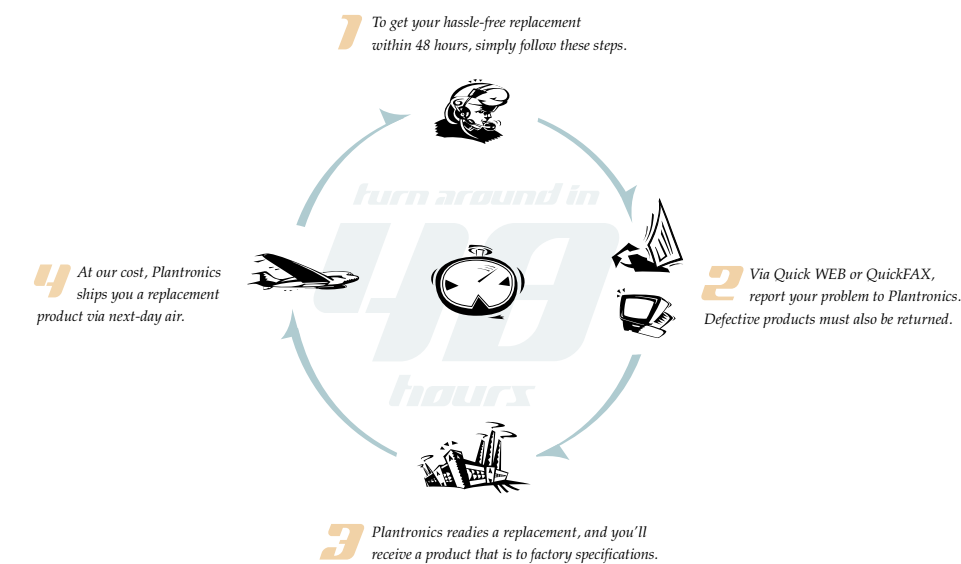 1 To get your hassle-free replacement
within 48 hours, simply follow these steps.
turn around in
48
hours
2 Via Quick WEB or QuickFAX,
report your problem to Plantronics.
Defective products must also be returned.
3 Plantronics readies a replacement, and you'll
receive a product that is to factory specifications.
4 At our cost, Plantronics
ships you a replacement
product via next-day air.